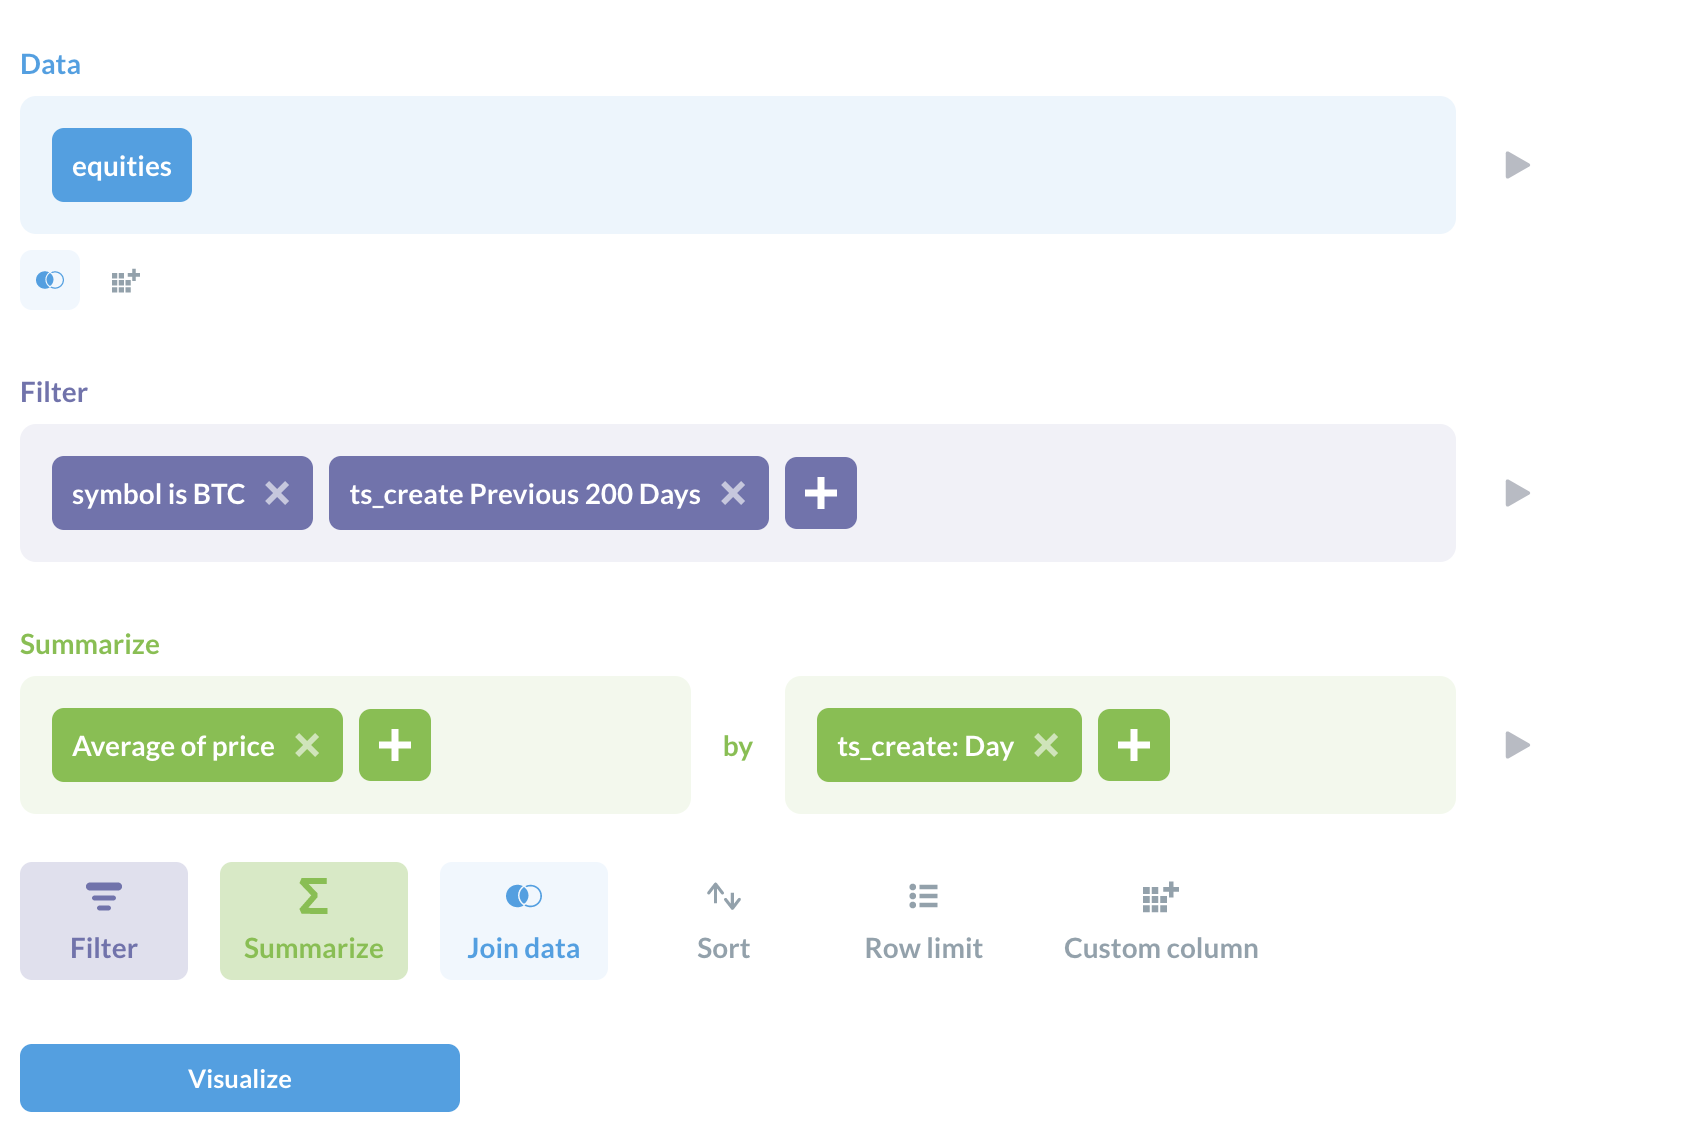 Data
equities
Filter
symbol is BTC
ts_create Previous 200 Days
Summarize
Average of price
by
ts_create: Day
Filter
Summarize
Join data
Sort
Row limit
Custom column
Visualize